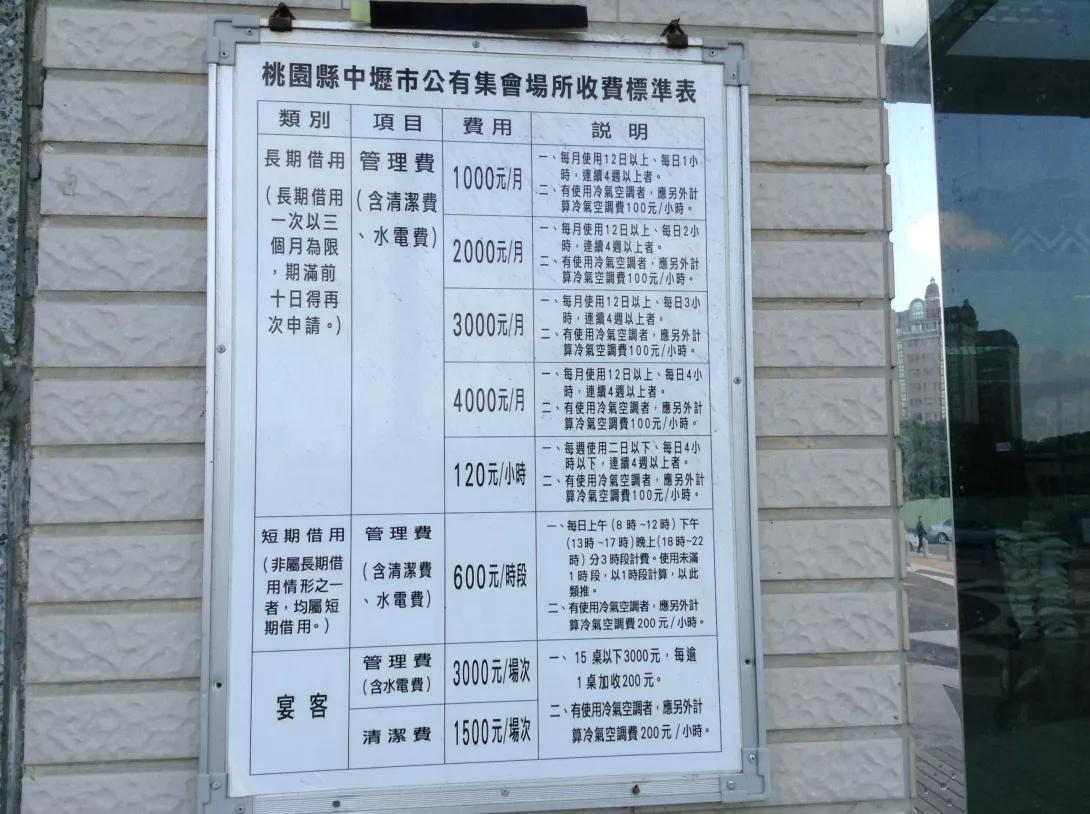 桃園縣中壢市公有集會場所收費標準表
類別 項目 費用 説明
長期借用
(長期借用
一次以三
個月為限
，期滿前
十日得再
次申請。)
管理費
(含清潔費
、水電費)
1000元/月
一、每月使用12日以上、每日1小
時，連續4週以上者。
二、有使用冷氣空調者，應另外計
算冷氣空調費100元/小時。
2000元/月
一、每月使用12日以上、每日2小
時，連續4週以上者。
二、有使用冷氣空調者，應另外計
算冷氣空調費100元/小時。
3000元/月
一、每月使用12日以上、每日3小
時，連續4週以上者。
二、有使用冷氣空調者，應另外計
算冷氣空調費100元/小時。
4000元/月
一、每月使用12日以上、每日4小
時，連續4週以上者。
二、有使用冷氣空調者，應另外計
算冷氣空調費100元/小時。
120元/小時
一、每週使用二日以下、每日4小
時以下，連續4週以上者。
二、有使用冷氣空調者，應另外計
算冷氣空調費100元/小時。
短期借用
(非屬長期借
用情形之一
者，均屬短
期借用。)
管理費
(含清潔費
、水電費)
600元/時段
一、每日上午(8時~12時)下午
(13時~17時)晚上(18時~22
時)分3時段計費。使用未滿
1時段，以1時段計算，以此
類推。
二、有使用冷氣空調者，應另外計
算冷氣空調費200元/小時。
宴客
管理費
(含水電費)
3000元/場次
清潔費
1500元/場次
一、15桌以下3000元，每逾
1桌加收200元。
二、有使用冷氣空調者，應另外計
算冷氣空調費200元/小時。